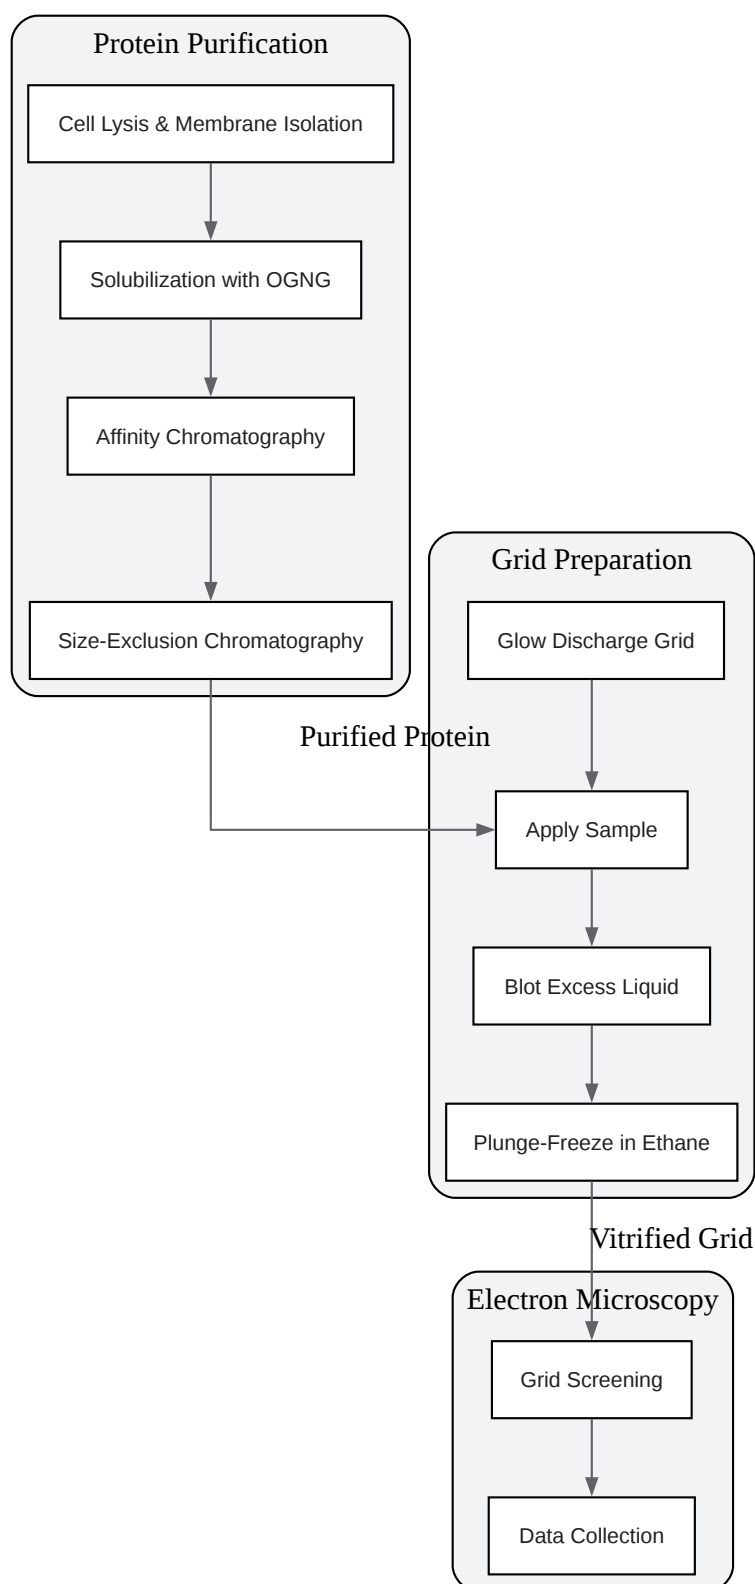 Protein Purification
Cell Lysis & Membrane Isolation
Solubilization with OGNG
Affinity Chromatography
Size-Exclusion Chromatography
Purified Protein
Grid Preparation
Glow Discharge Grid
Apply Sample
Blot Excess Liquid
Plunge-Freeze in Ethane
Vitrified Grid
Electron Microscopy
Grid Screening
Data Collection